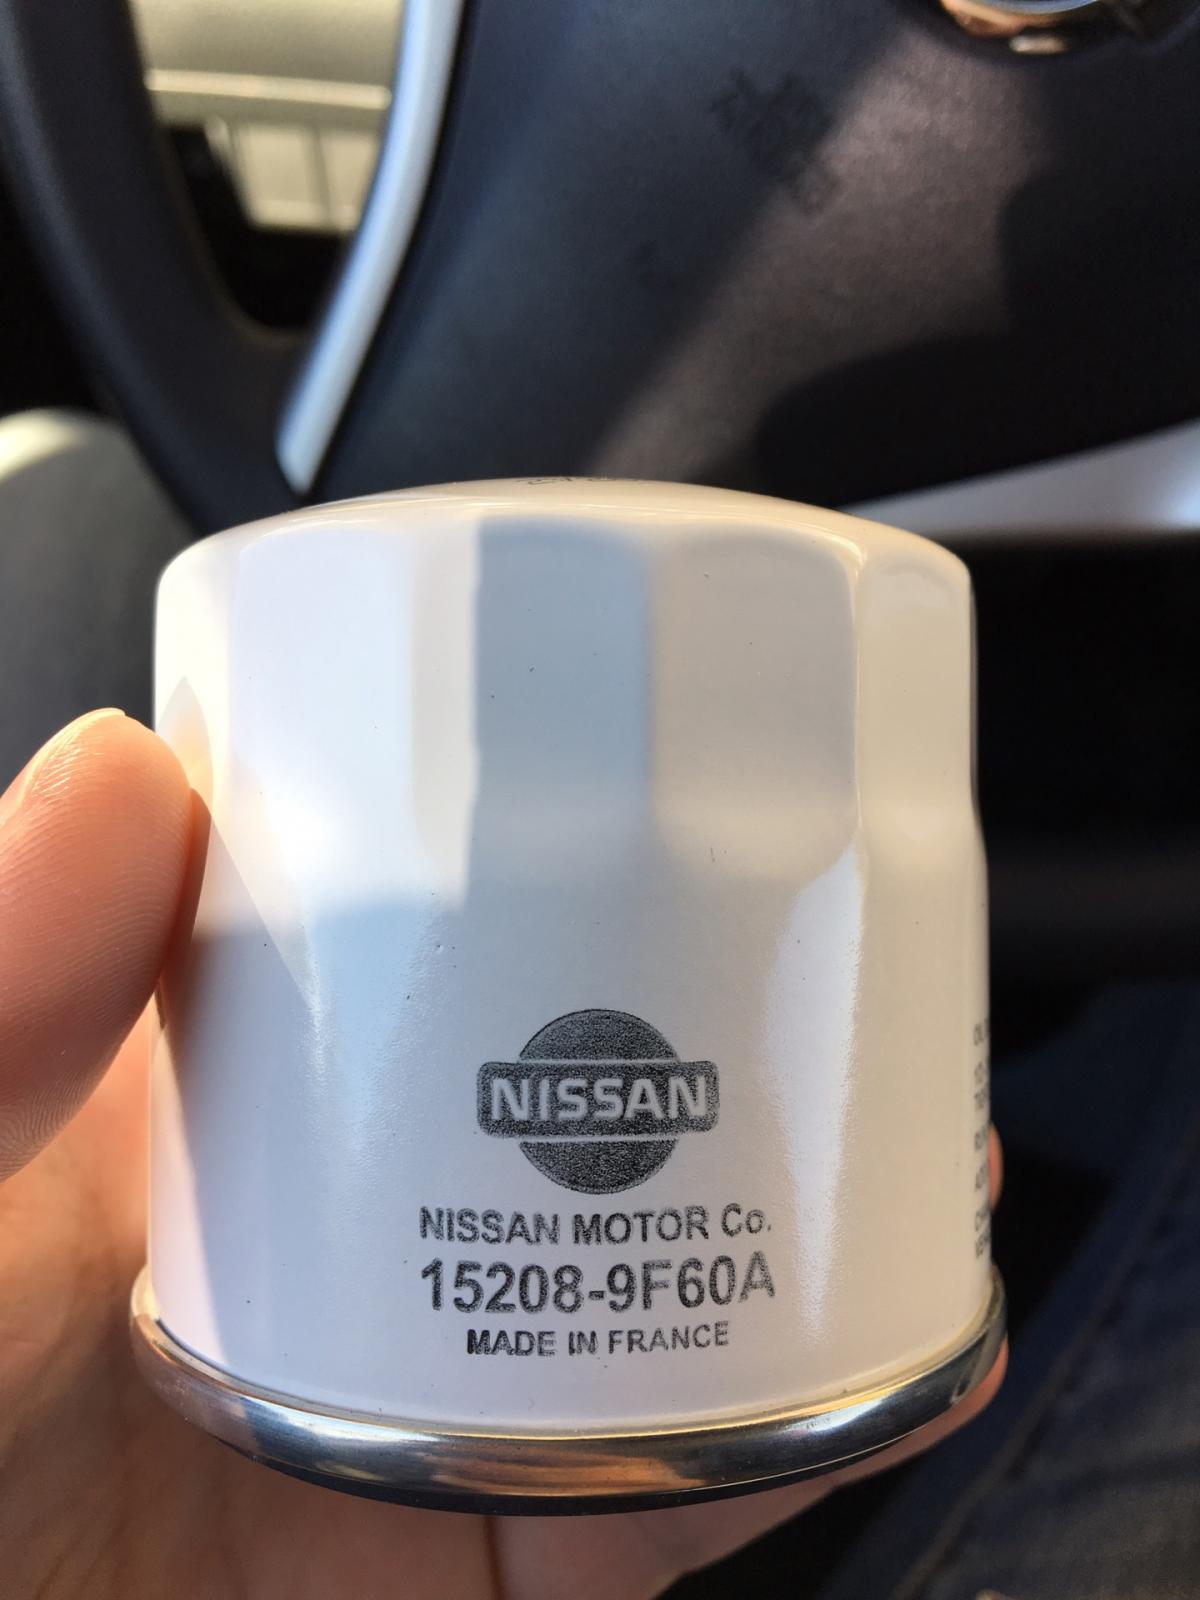 NISSAN
NISSAN MOTOR Co.
15208-9F60A
MADE IN FRANCE